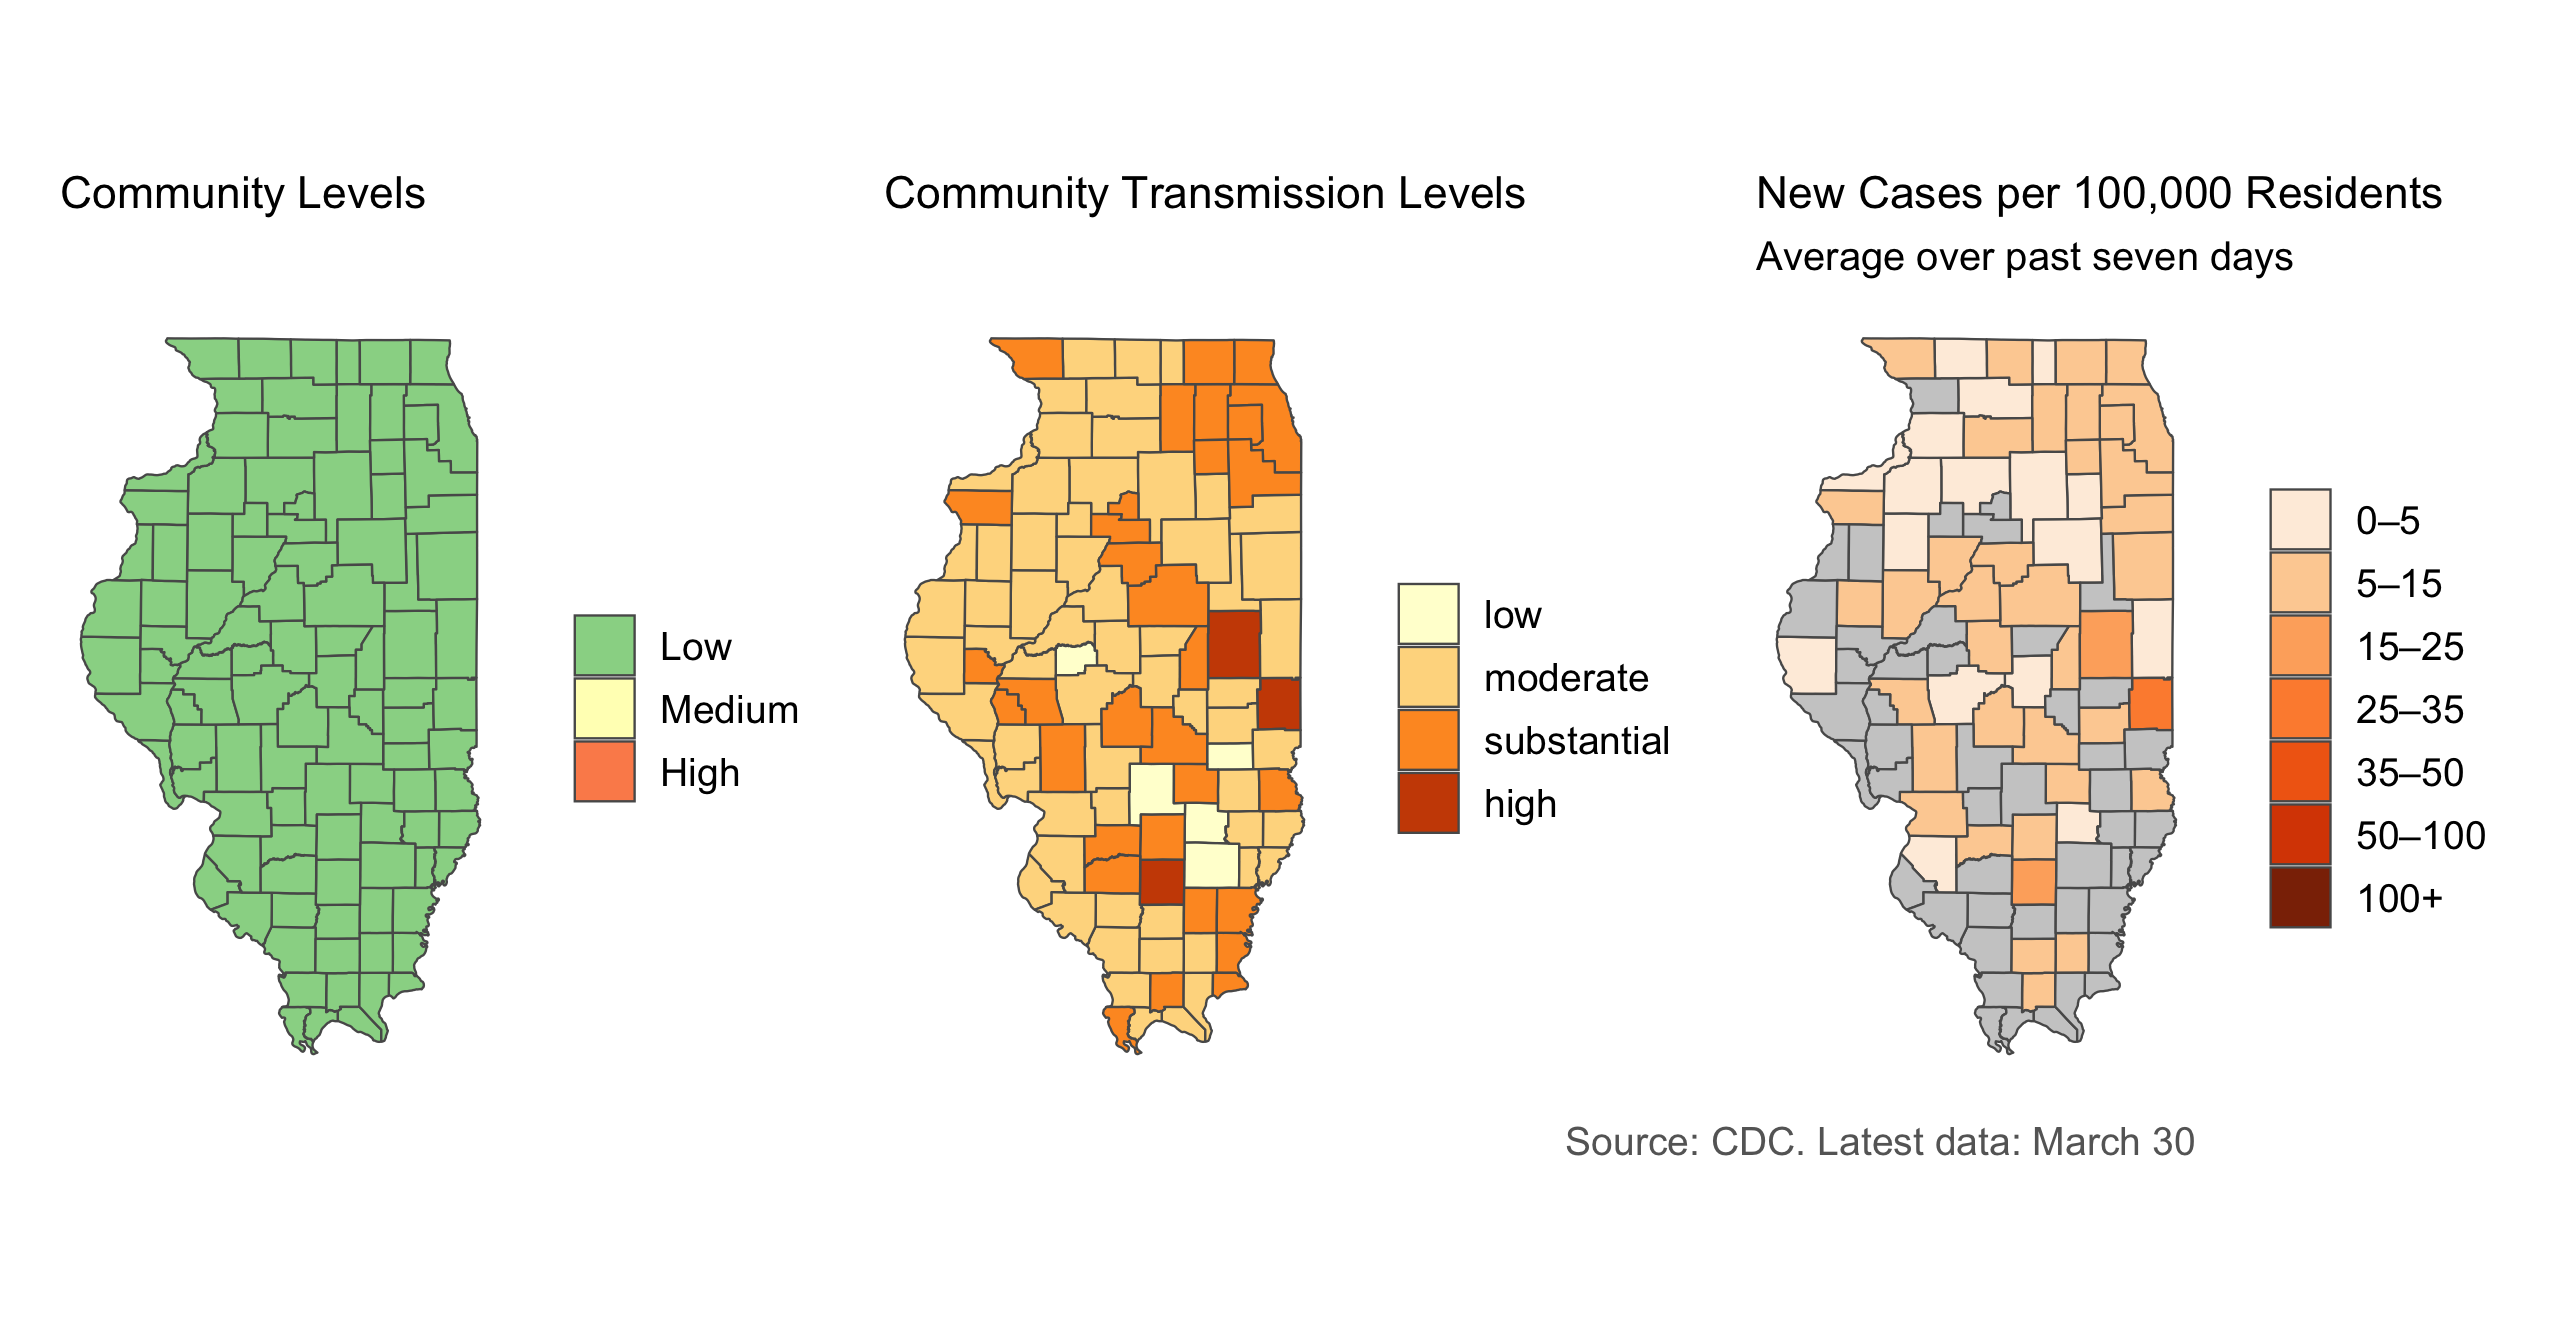 Community Levels
Low
Medium
High
Community Transmission Levels
low
moderate
substantial
high
New Cases per 100,000 Residents
Average over past seven days
0–5
5–15
15–25
25–35
35–50
50–100
100+
Source: CDC. Latest data: March 30